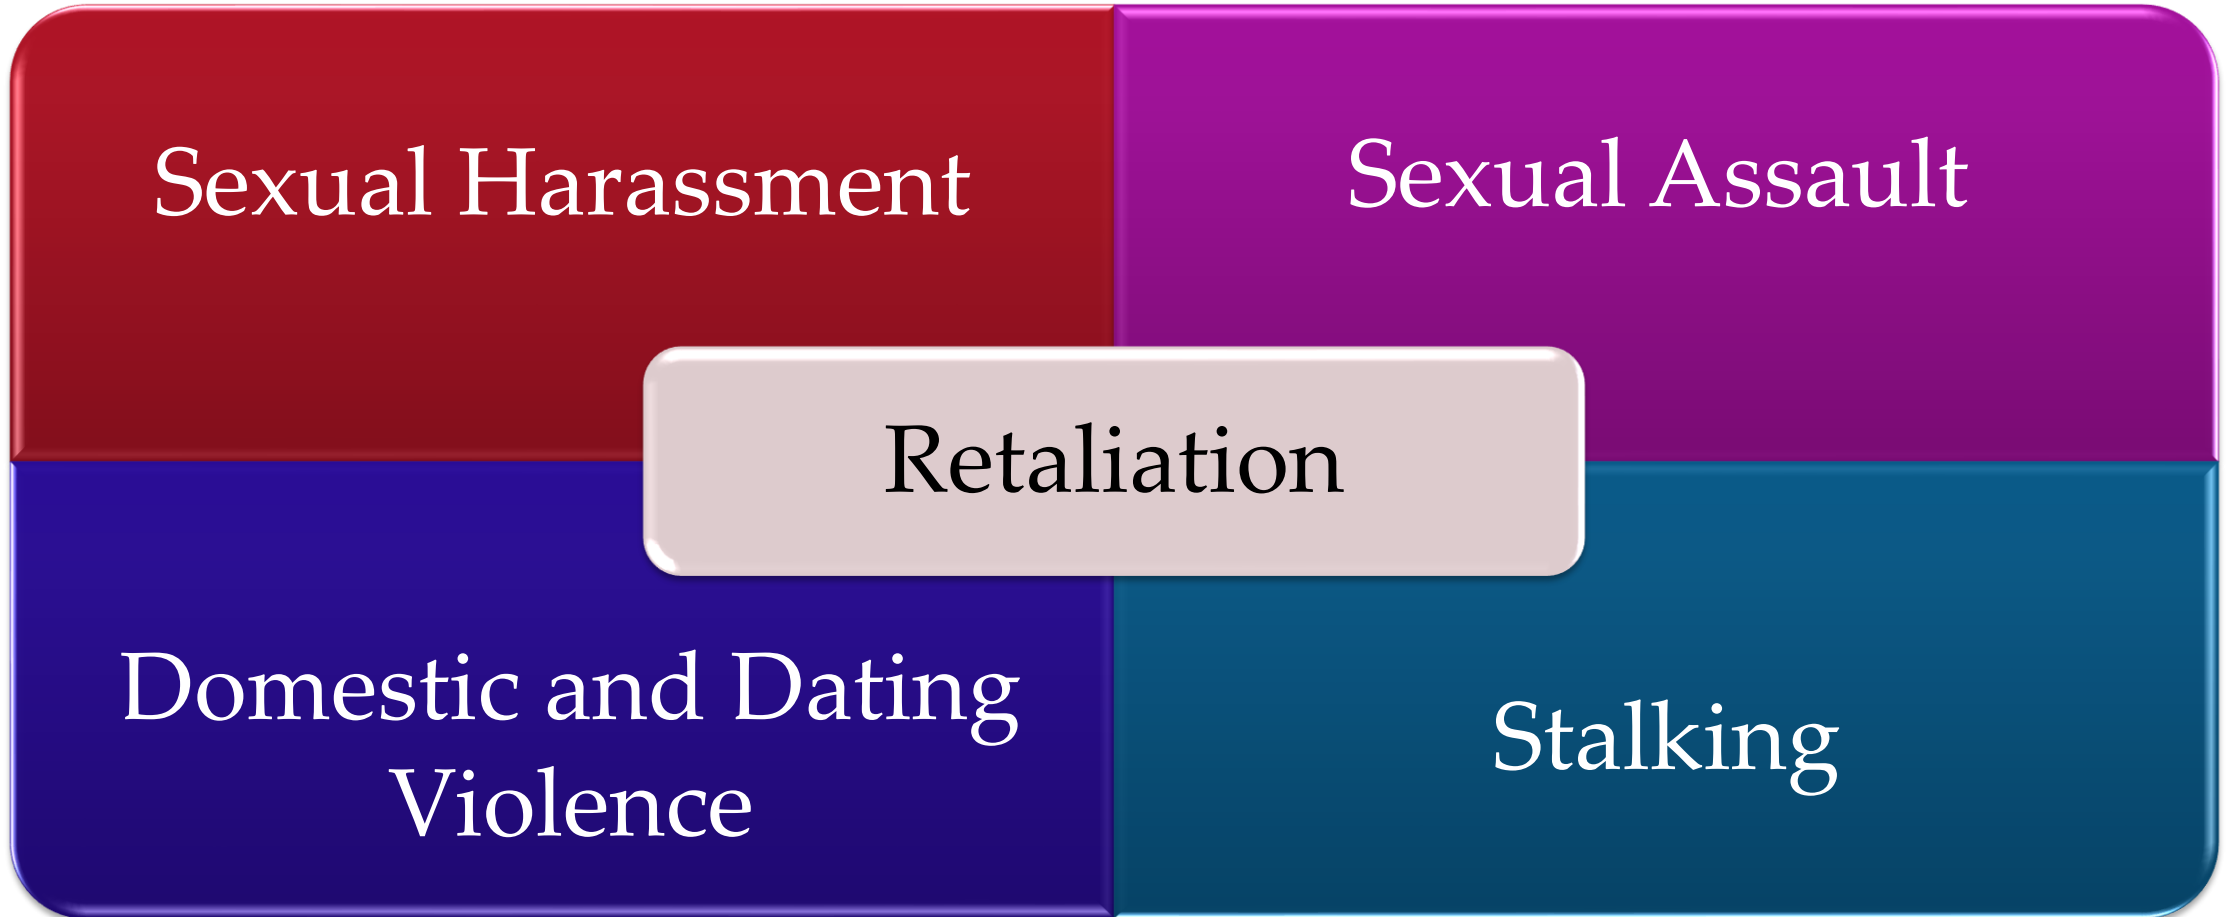 Sexual Harassment
Sexual Assault
Retaliation
Domestic and Dating
Violence
Stalking